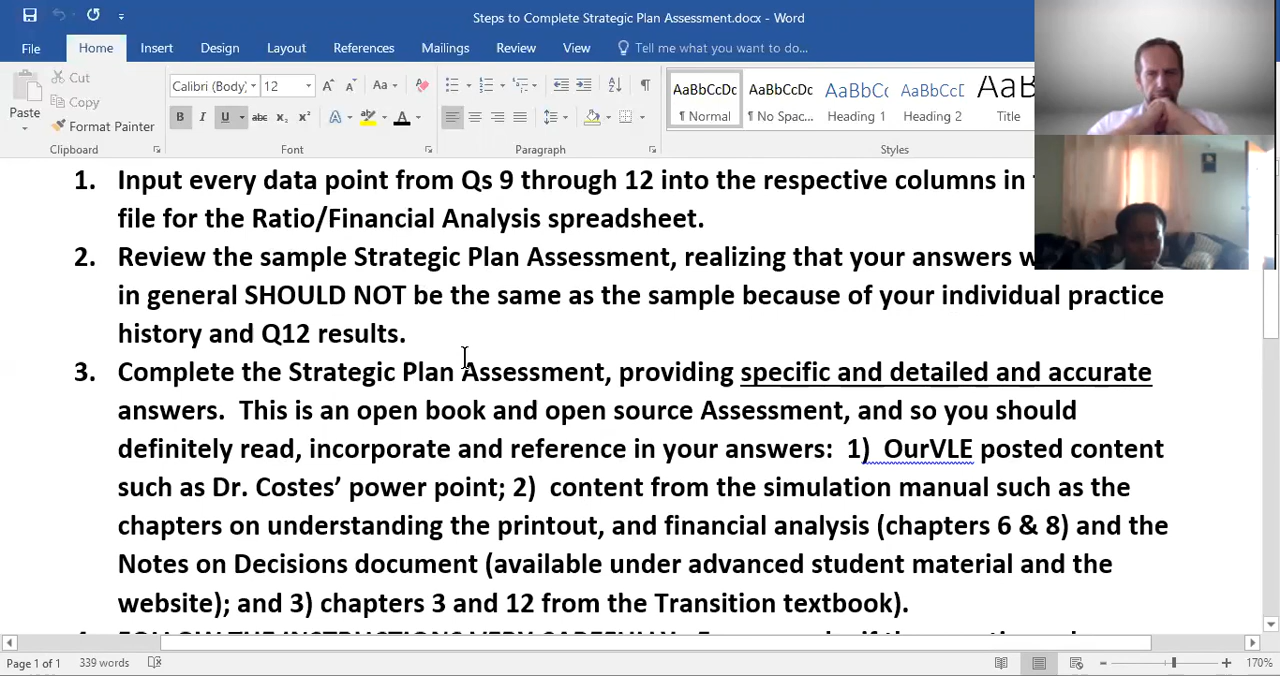 Steps to Complete Strategic Plan Assessment.docx - Word
File Home Insert Design Layout References Mailings Review View Tell me what you want to do...
Paste
Cut
Copy
Format Painter
Clipboard
Calibri (Body) 12
Font
Paragraph
AaBbCcDc AaBbCcDc AaBbCc AaBbCcE AaB
¶ Normal ¶ No Spac... Heading 1 Heading 2 Title
Styles
1. Input every data point from Qs 9 through 12 into the respective columns in
file for the Ratio/Financial Analysis spreadsheet.
2. Review the sample Strategic Plan Assessment, realizing that your answers
in general SHOULD NOT be the same as the sample because of your individual practice
history and Q12 results.
3. Complete the Strategic Plan Assessment, providing specific and detailed and accurate
answers. This is an open book and open source Assessment, and so you should
definitely read, incorporate and reference in your answers: 1) OurVLE posted content
such as Dr. Costes’ power point; 2) content from the simulation manual such as the
chapters on understanding the printout, and financial analysis (chapters 6 & 8) and the
Notes on Decisions document (available under advanced student material and the
website); and 3) chapters 3 and 12 from the Transition textbook).
Page 1 of 1 339 words 170%